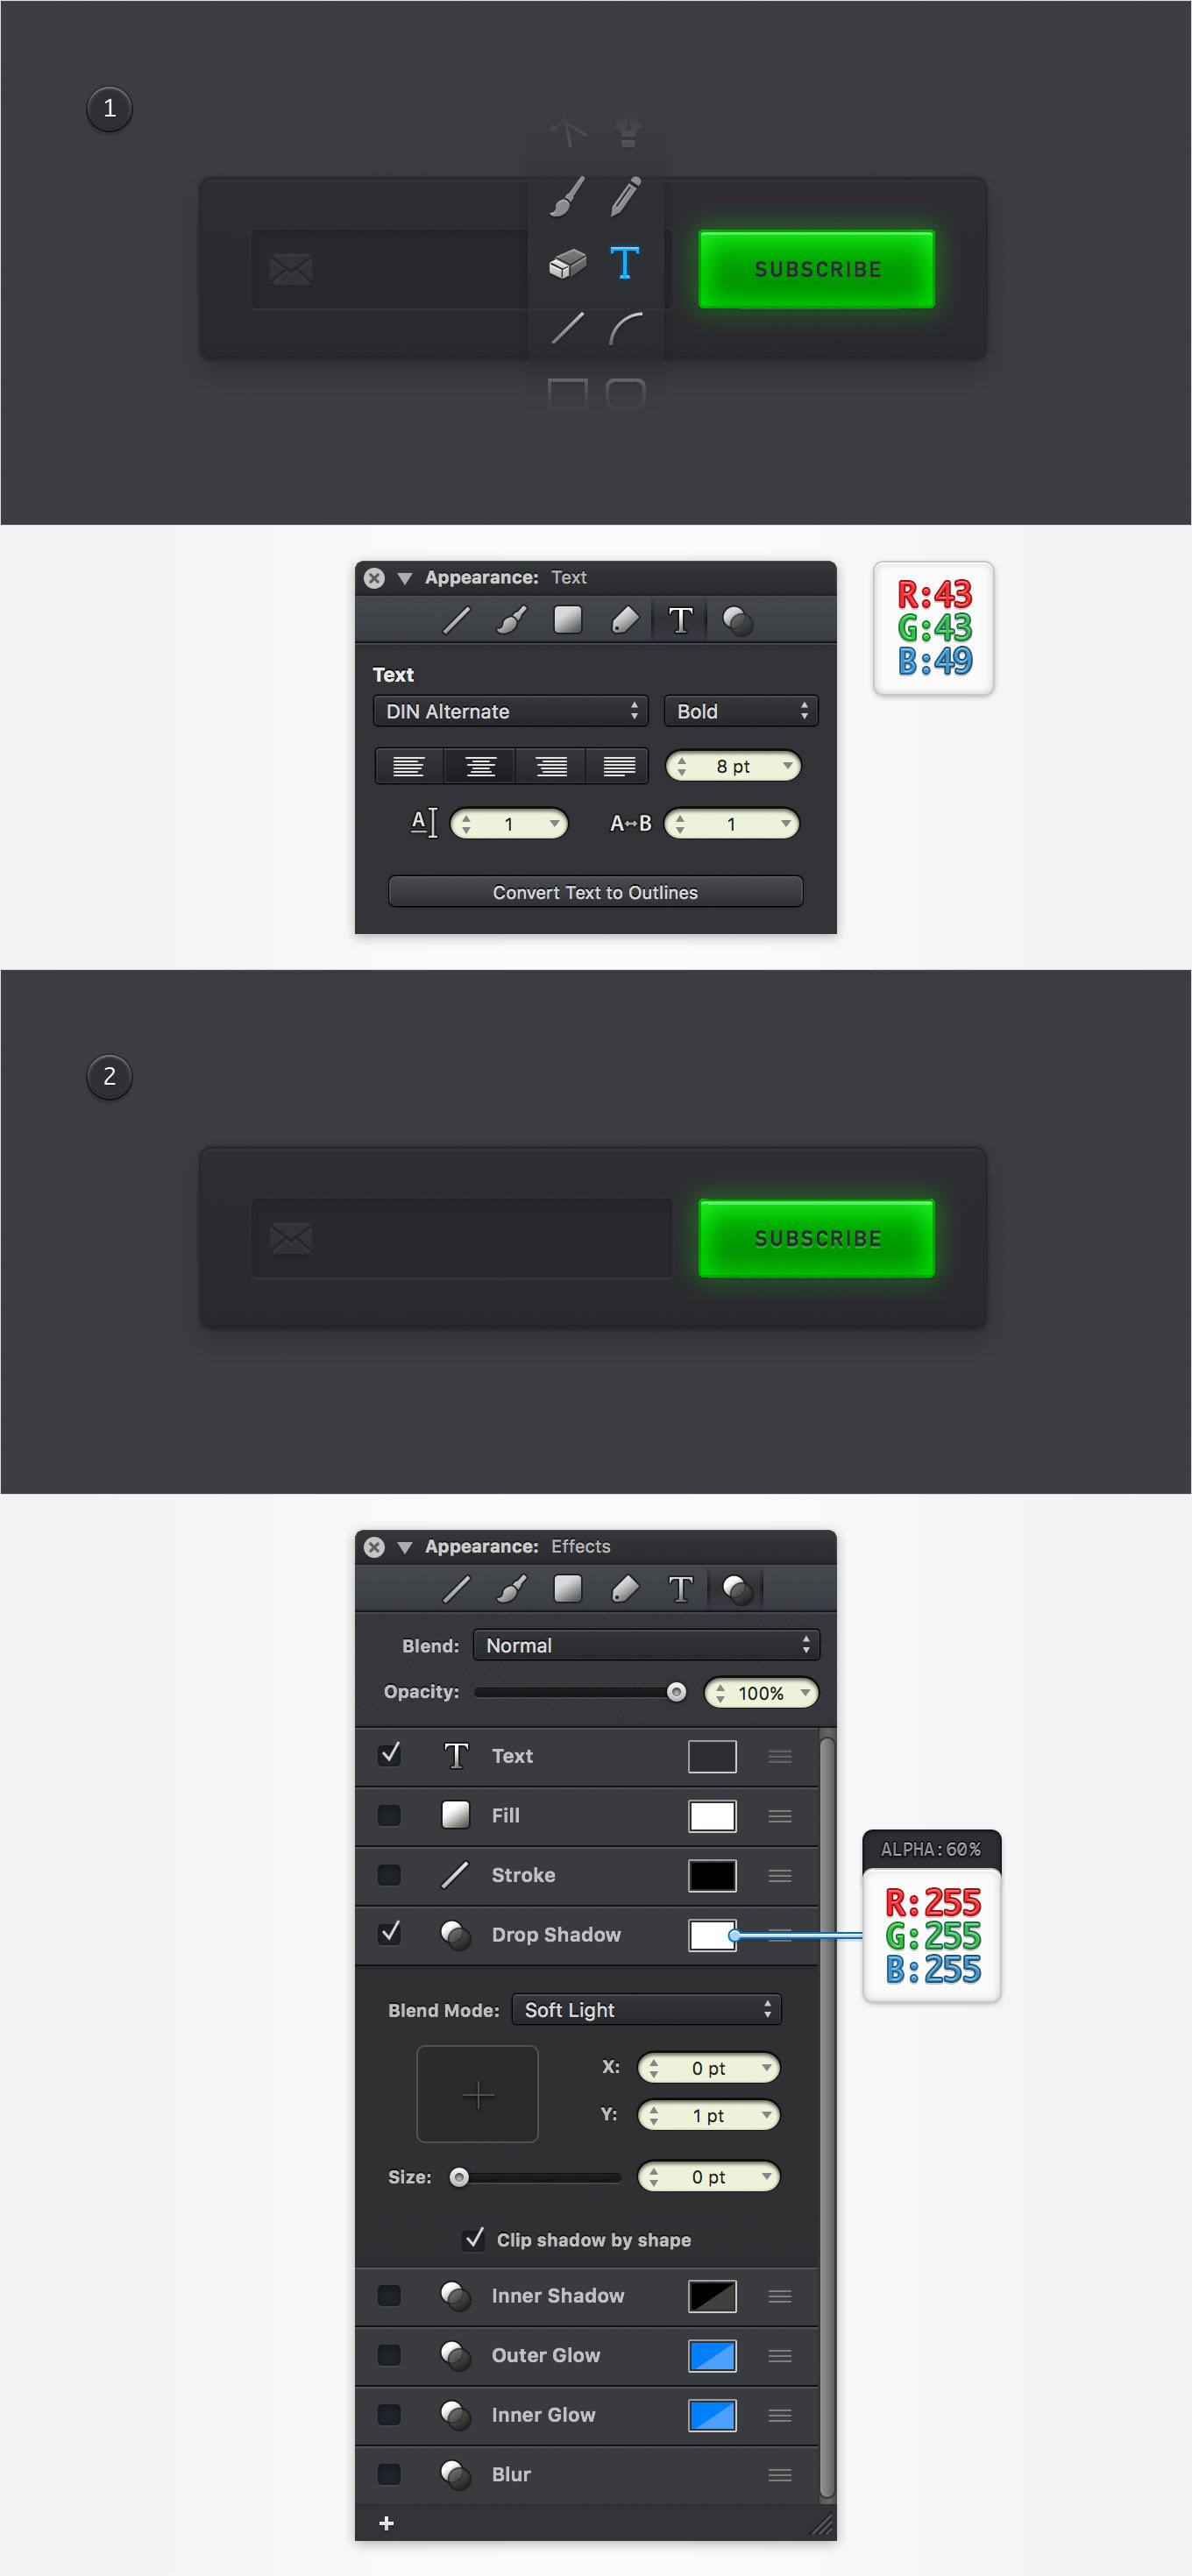 1
T
SUBSCRIBE
Appearance: Text
T
R:43
G:43
B:49
Text
DIN Alternate
Bold
8 pt
A
1
A↔B
1
Convert Text to Outlines
2
SUBSCRIBE
Appearance: Effects
T
Blend: Normal
Opacity: 100%
T Text
Fill
Stroke
Drop Shadow
ALPHA:60%
R:255
G:255
B:255
Blend Mode: Soft Light
X: 0 pt
Y: 1 pt
Size: 0 pt
Clip shadow by shape
Inner Shadow
Outer Glow
Inner Glow
Blur
+